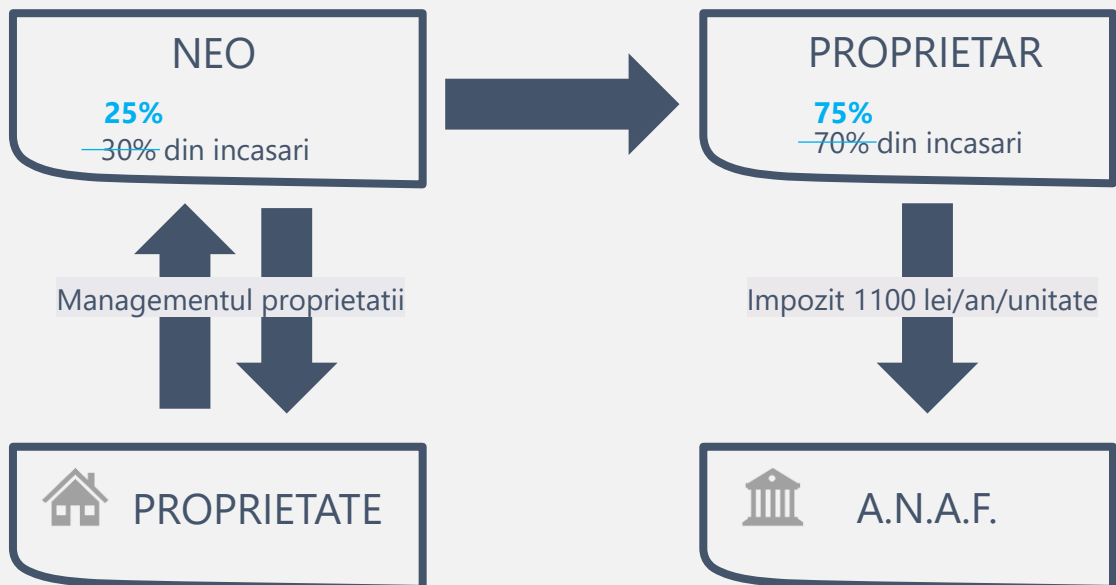 NEO
25%
30% din incasari
PROPRIETAR
75%
70% din incasari
Managementul proprietatii
Impozit 1100 lei/an/unitate
PROPRIETATE
A.N.A.F.